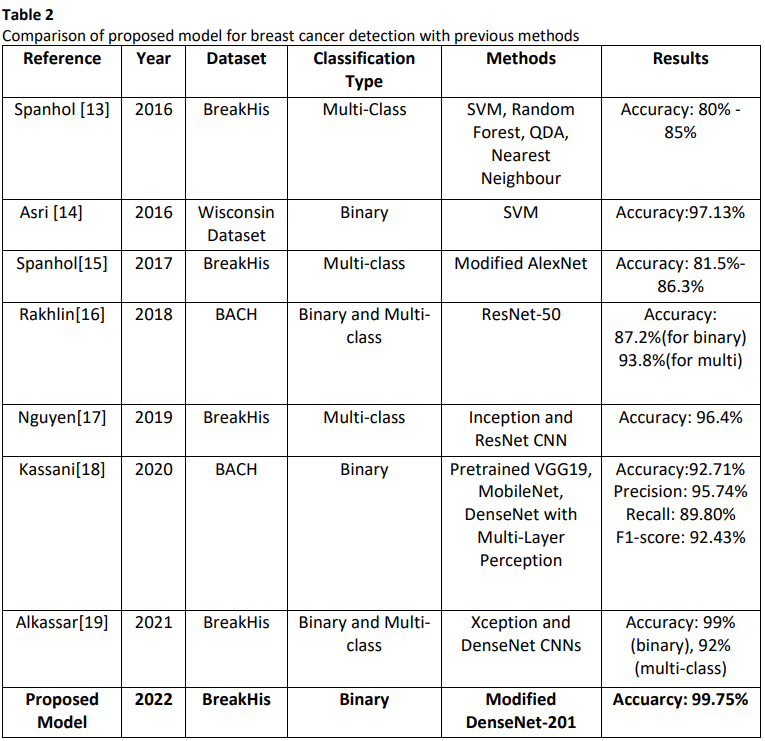 Table 2
Comparison of proposed model for breast cancer detection with previous methods
Reference Year Dataset Classification Type Methods Results
Spanhol [13] 2016 BreakHis Multi-Class SVM, Random Forest, QDA, Nearest Neighbour Accuracy: 80% - 85%
Asri [14] 2016 Wisconsin Dataset Binary SVM Accuracy:97.13%
Spanhol[15] 2017 BreakHis Multi-class Modified AlexNet Accuracy: 81.5%- 86.3%
Rakhlin[16] 2018 BACH Binary and Multi- class ResNet-50 Accuracy: 87.2%(for binary) 93.8%(for multi)
Nguyen[17] 2019 BreakHis Multi-class Inception and ResNet CNN Accuracy: 96.4%
Kassani[18] 2020 BACH Binary Pretrained VGG19, MobileNet, DenseNet with Multi-Layer Perception Accuracy:92.71% Precision: 95.74% Recall: 89.80% F1-score: 92.43%
Alkassar[19] 2021 BreakHis Binary and Multi- class Xception and DenseNet CNNs Accuracy: 99% (binary), 92% (multi-class)
Proposed Model 2022 BreakHis Binary Modified DenseNet-201 Accuarcy: 99.75%